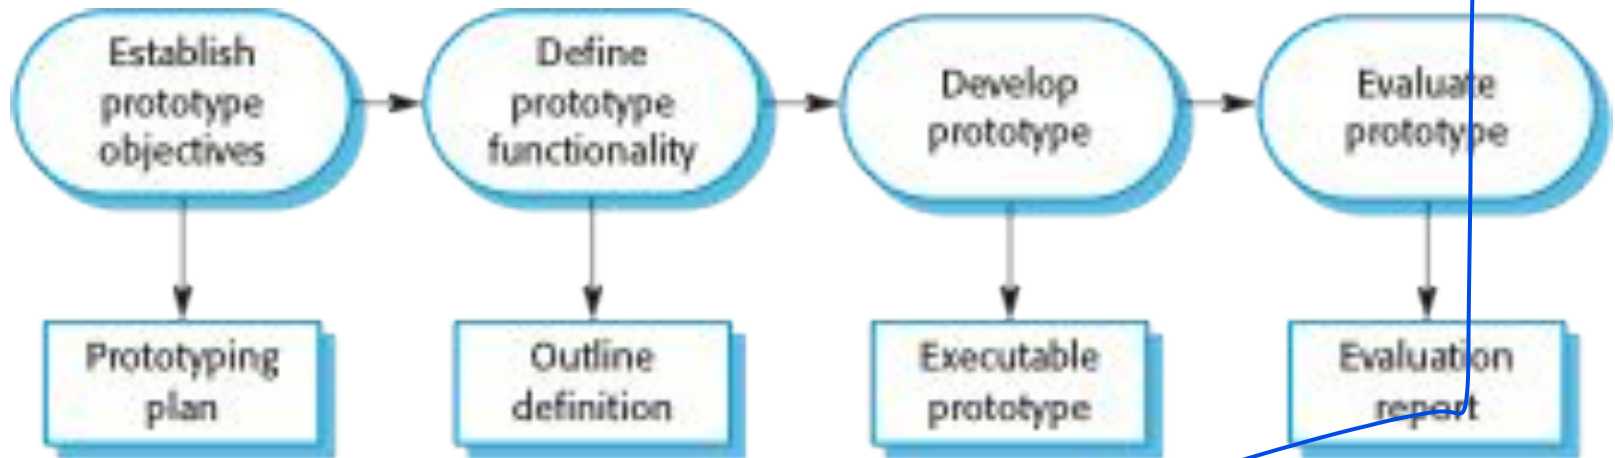 Establish
prototype
objectives
Define
prototype
functionality
Develop
prototype
Evaluate
prototype
Prototyping
plan
Outline
definition
Executable
prototype
Evaluation
report